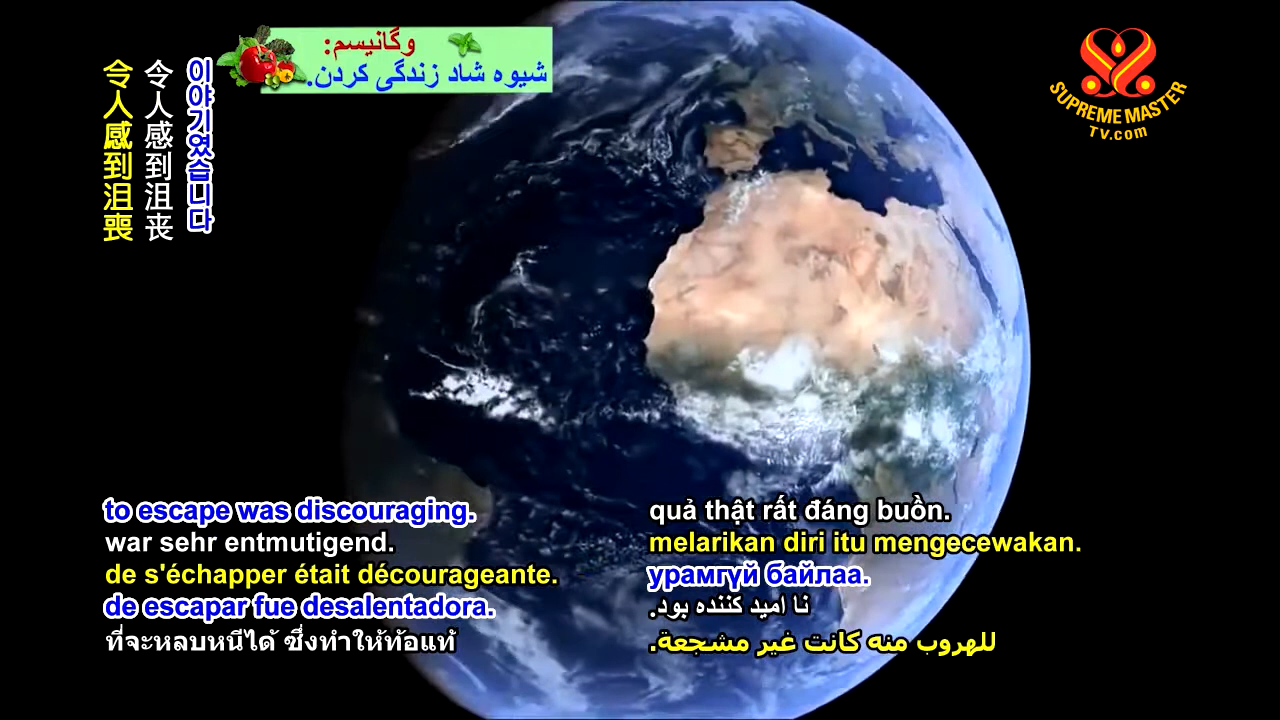 وگانیسم:
شیوه شاد زندگی کردن.
SUPREME MASTER
TV.com
令人感到沮喪
令人感到沮丧
이야기였습니다
to escape was discouraging.
war sehr entmutigend.
de s'échapper était décourageante.
de escapar fue desalentadora.
ที่จะหลบหนีได้ ซึ่งทำให้ท้อแท้
quả thật rất đáng buồn.
melarikan diri itu mengecewakan.
урамгүй байлаа.
نا امید کننده بود.
للهروب منه كانت غير مشجعة.